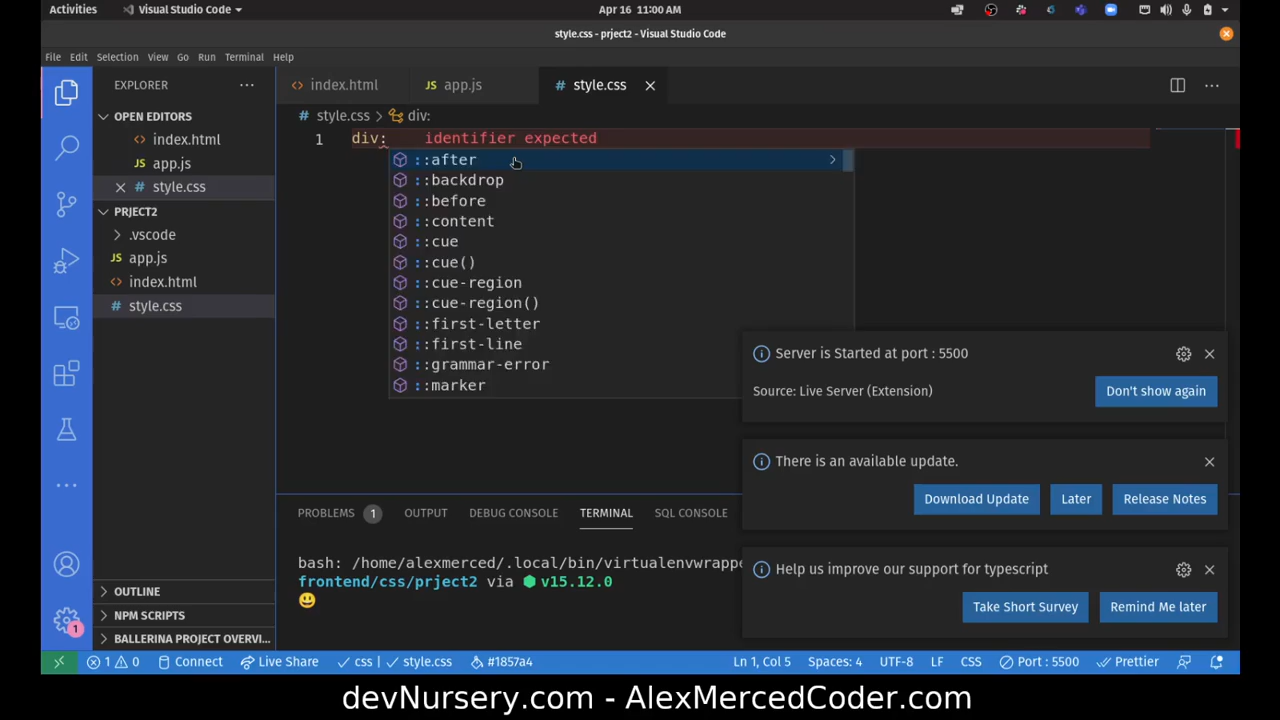 Activities
Visual Studio Code
Apr 16 11:00 AM
style.css - prject2 - Visual Studio Code
File Edit Selection View Go Run Terminal Help
EXPLORER
OPEN EDITORS
index.html
app.js
style.css
PRJECT2
.vscode
app.js
index.html
style.css
OUTLINE
NPM SCRIPTS
BALLERINA PROJECT OVERVI...
index.html
app.js
style.css
style.css > div:
1 div: identifier expected
::after
::backdrop
::before
::content
::cue
::cue()
::cue-region
::cue-region()
::first-letter
::first-line
::grammar-error
::marker
Server is Started at port : 5500
Source: Live Server (Extension)
Don't show again
There is an available update.
Download Update
Later
Release Notes
Help us improve our support for typescript
Take Short Survey
Remind Me later
PROBLEMS 1 OUTPUT DEBUG CONSOLE TERMINAL SQL CONSOLE
bash: /home/alexmerced/.local/bin/virtualenvwrappe
frontend/css/prject2 via v15.12.0
1
1 0 Connect Live Share css | style.css #1857a4 Ln 1, Col 5 Spaces: 4 UTF-8 LF CSS Port : 5500 Prettier
devNursery.com - AlexMercedCoder.com